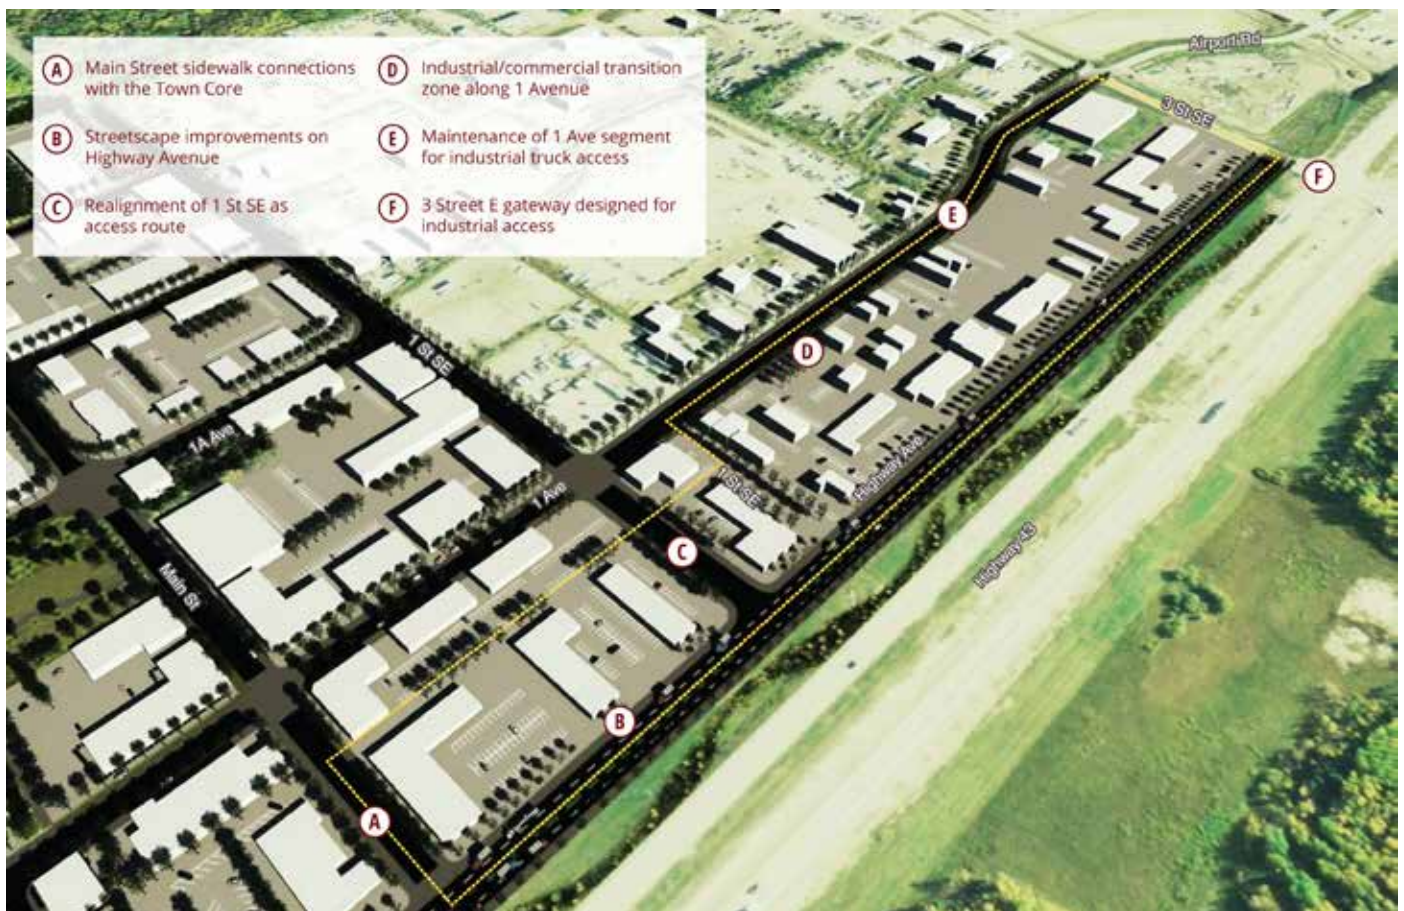 A Main Street sidewalk connections
with the Town Core
B Streetscape improvements on
Highway Avenue
C Realignment of 1 St SE as
access route
D Industrial/commercial transition
zone along 1 Avenue
E Maintenance of 1 Ave segment
for industrial truck access
F 3 Street E gateway designed for
industrial access
Airport Rd
3 St SE
F
E
1 St SE
D
1A Ave
1 Ave
1 St SE
Highway Ave
C
Highway 43
Main St
B
A